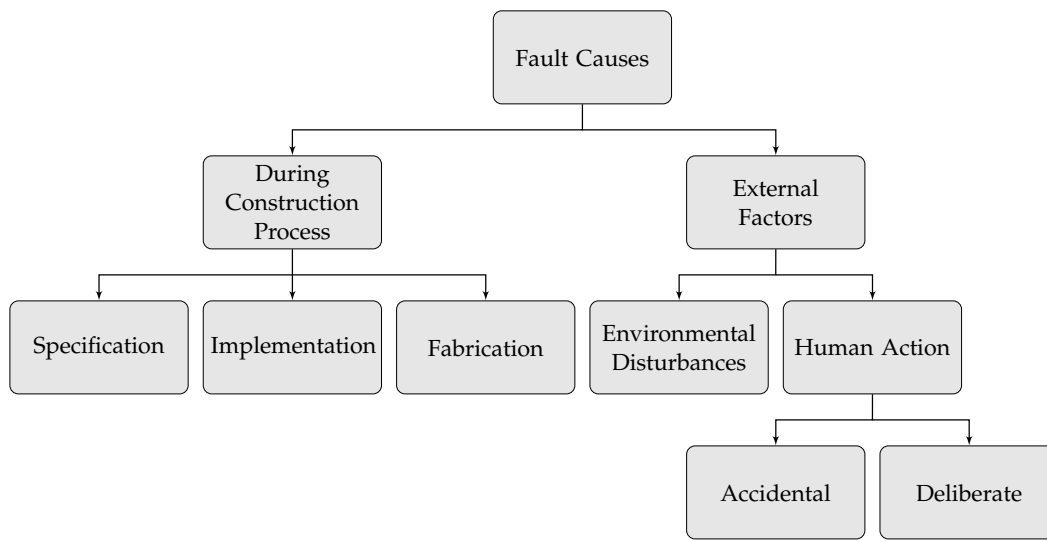 Fault Causes
During
Construction
Process
External
Factors
Specification
Implementation
Fabrication
Environmental
Disturbances
Human Action
Accidental
Deliberate